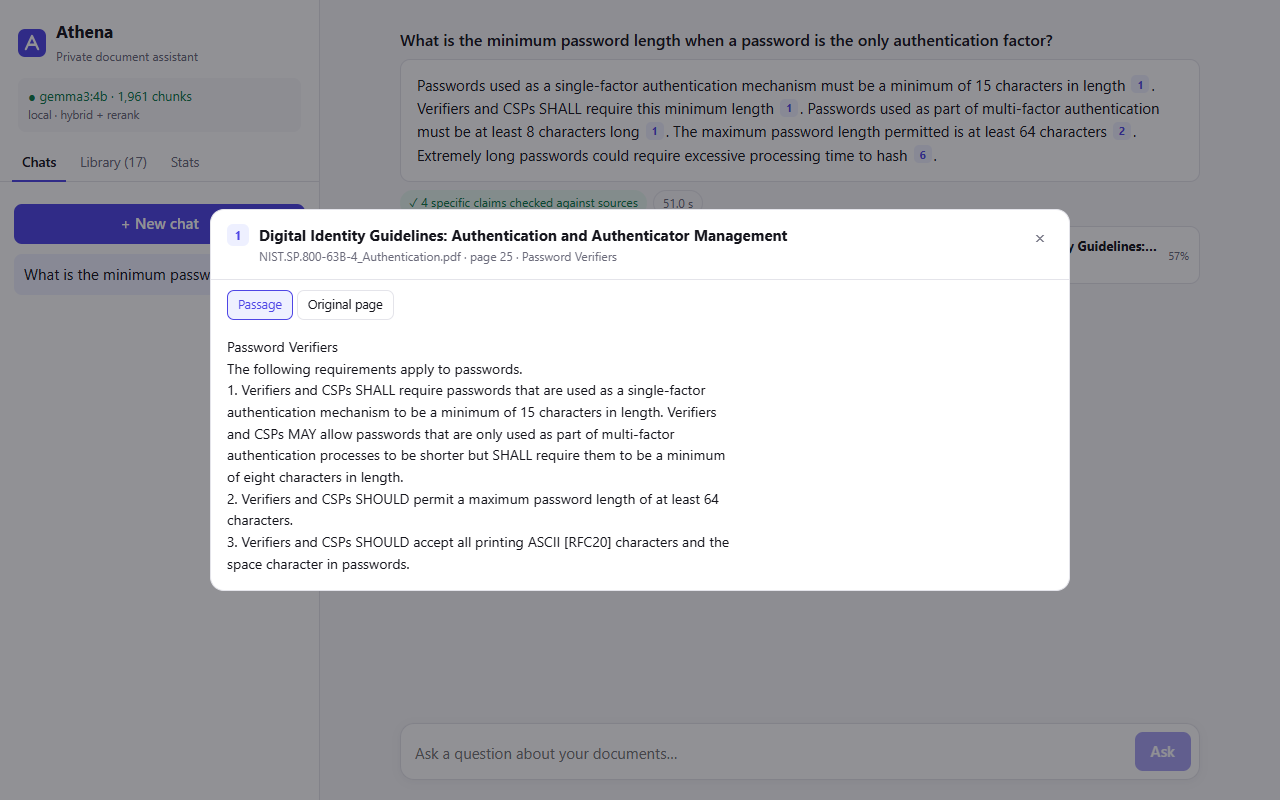 Athena
Private document assistant
● gemma3:4b · 1,961 chunks
local · hybrid + rerank
Chats
Library (17)
Stats
+ New chat
What is the minimum passw
What is the minimum password length when a password is the only authentication factor?
Passwords used as a single-factor authentication mechanism must be a minimum of 15 characters in length 1 .
Verifiers and CSPs SHALL require this minimum length 1 . Passwords used as part of multi-factor authentication
must be at least 8 characters long 1 . The maximum password length permitted is at least 64 characters 2 .
Extremely long passwords could require excessive processing time to hash 6 .
✓ 4 specific claims checked against sources
51.0 s
y Guidelines:...
57%
1
Digital Identity Guidelines: Authentication and Authenticator Management
NIST.SP.800-63B-4_Authentication.pdf · page 25 · Password Verifiers
×
Passage
Original page
Password Verifiers
The following requirements apply to passwords.
1. Verifiers and CSPs SHALL require passwords that are used as a single-factor
authentication mechanism to be a minimum of 15 characters in length. Verifiers
and CSPs MAY allow passwords that are only used as part of multi-factor
authentication processes to be shorter but SHALL require them to be a minimum
of eight characters in length.
2. Verifiers and CSPs SHOULD permit a maximum password length of at least 64
characters.
3. Verifiers and CSPs SHOULD accept all printing ASCII [RFC20] characters and the
space character in passwords.
Ask a question about your documents...
Ask